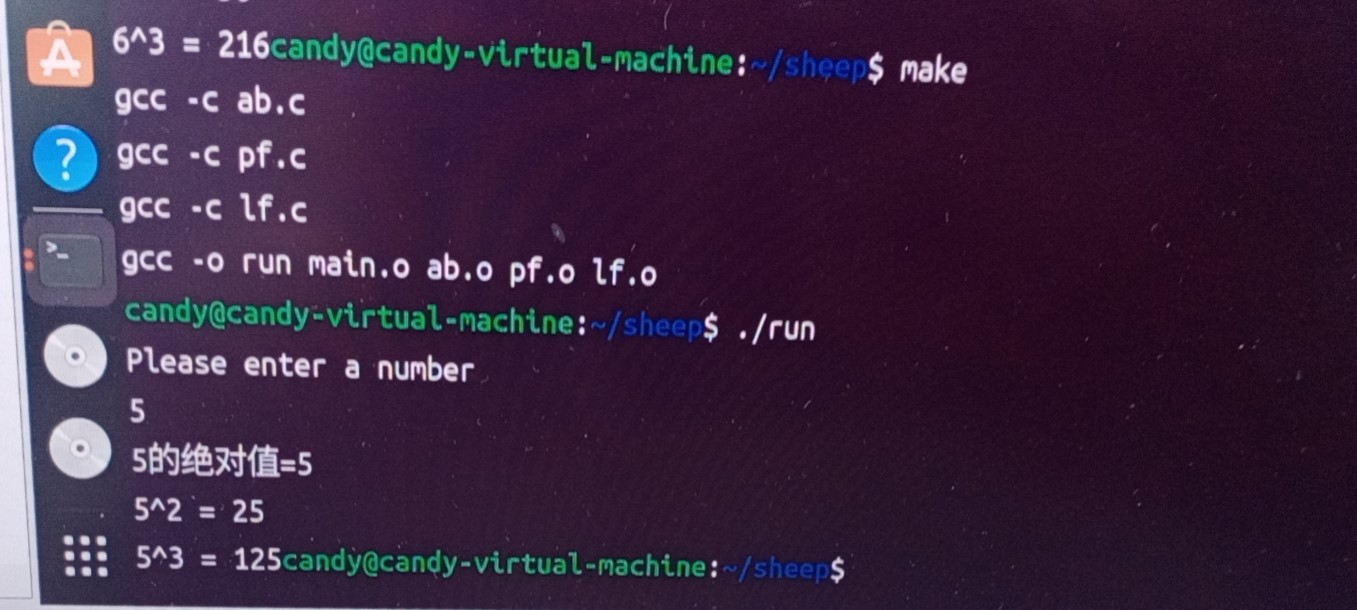 6^3 = 216candy@candy-virtual-machine:~/sheep$ make
gcc -c ab.c
gcc -c pf.c
gcc -c lf.c
gcc -o run main.o ab.o pf.o lf.o
candy@candy-virtual-machine:~/sheep$ ./run
Please enter a number
5
5的绝对值=5
5^2 = 25
5^3 = 125candy@candy-virtual-machine:~/sheep$